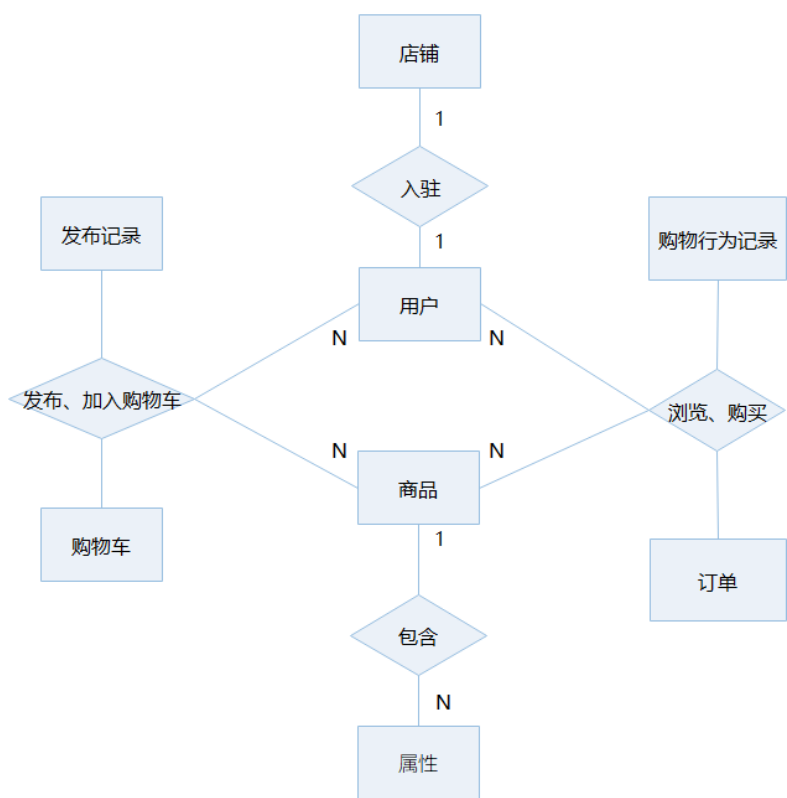 店铺
1
入驻
1
发布记录
购物行为记录
用户
N
N
发布、加入购物车
浏览、购买
N
N
商品
1
购物车
订单
包含
N
属性